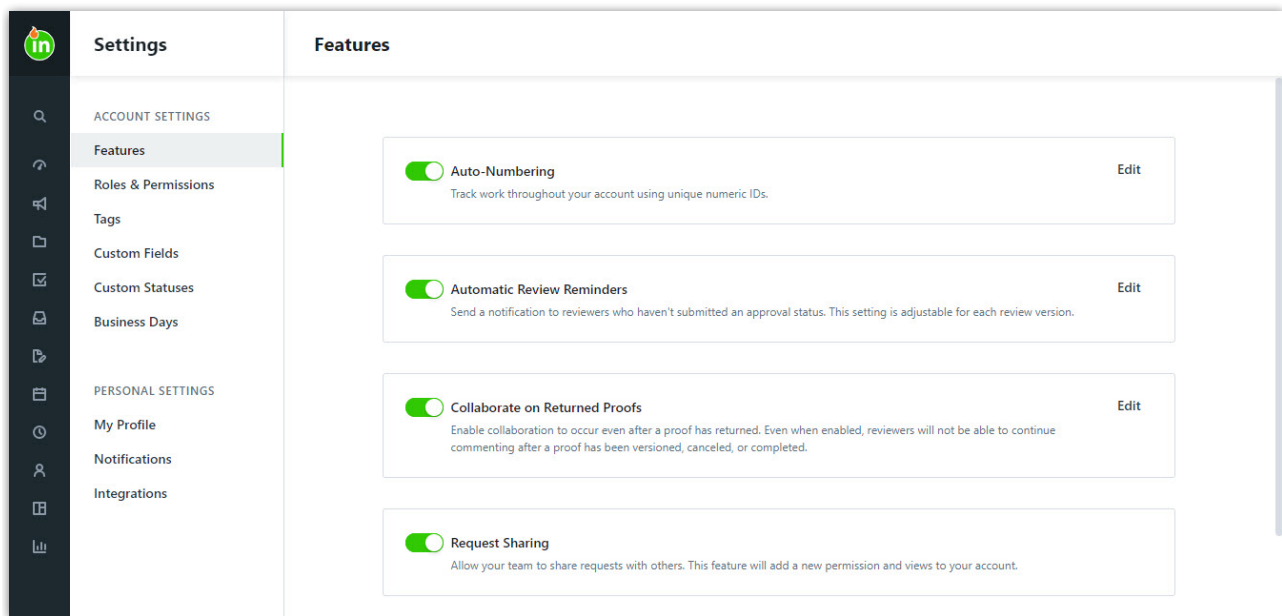 in
Settings
Features
ACCOUNT SETTINGS
Features
Roles & Permissions
Tags
Custom Fields
Custom Statuses
Business Days
PERSONAL SETTINGS
My Profile
Notifications
Integrations
Auto-Numbering
Edit
Track work throughout your account using unique numeric IDs.
Automatic Review Reminders
Edit
Send a notification to reviewers who haven't submitted an approval status. This setting is adjustable for each review version.
Collaborate on Returned Proofs
Edit
Enable collaboration to occur even after a proof has returned. Even when enabled, reviewers will not be able to continue
commenting after a proof has been versioned, canceled, or completed.
Request Sharing
Allow your team to share requests with others. This feature will add a new permission and views to your account.